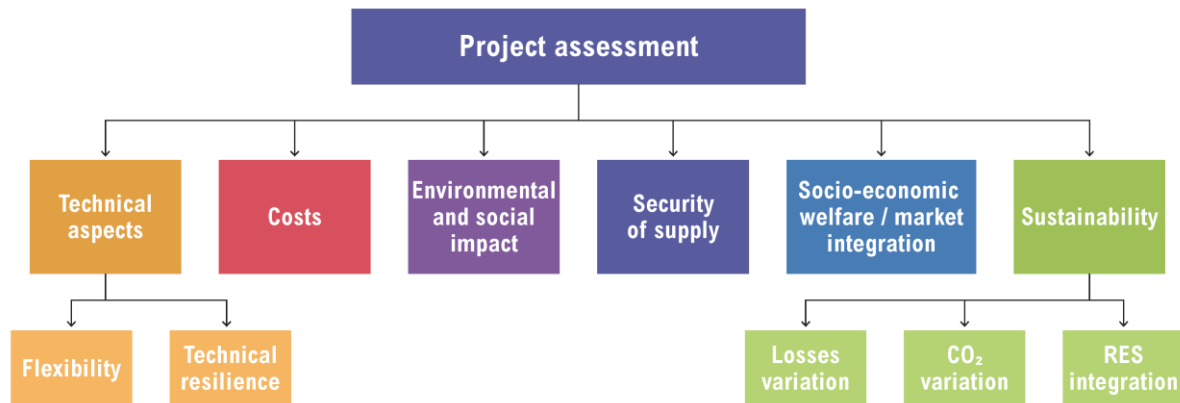 Project assessment
Technical
aspects
Costs
Environmental
and social
impact
Security
of supply
Socio-economic
welfare / market
integration
Sustainability
Flexibility
Technical
resilience
Losses
variation
CO₂
variation
RES
integration